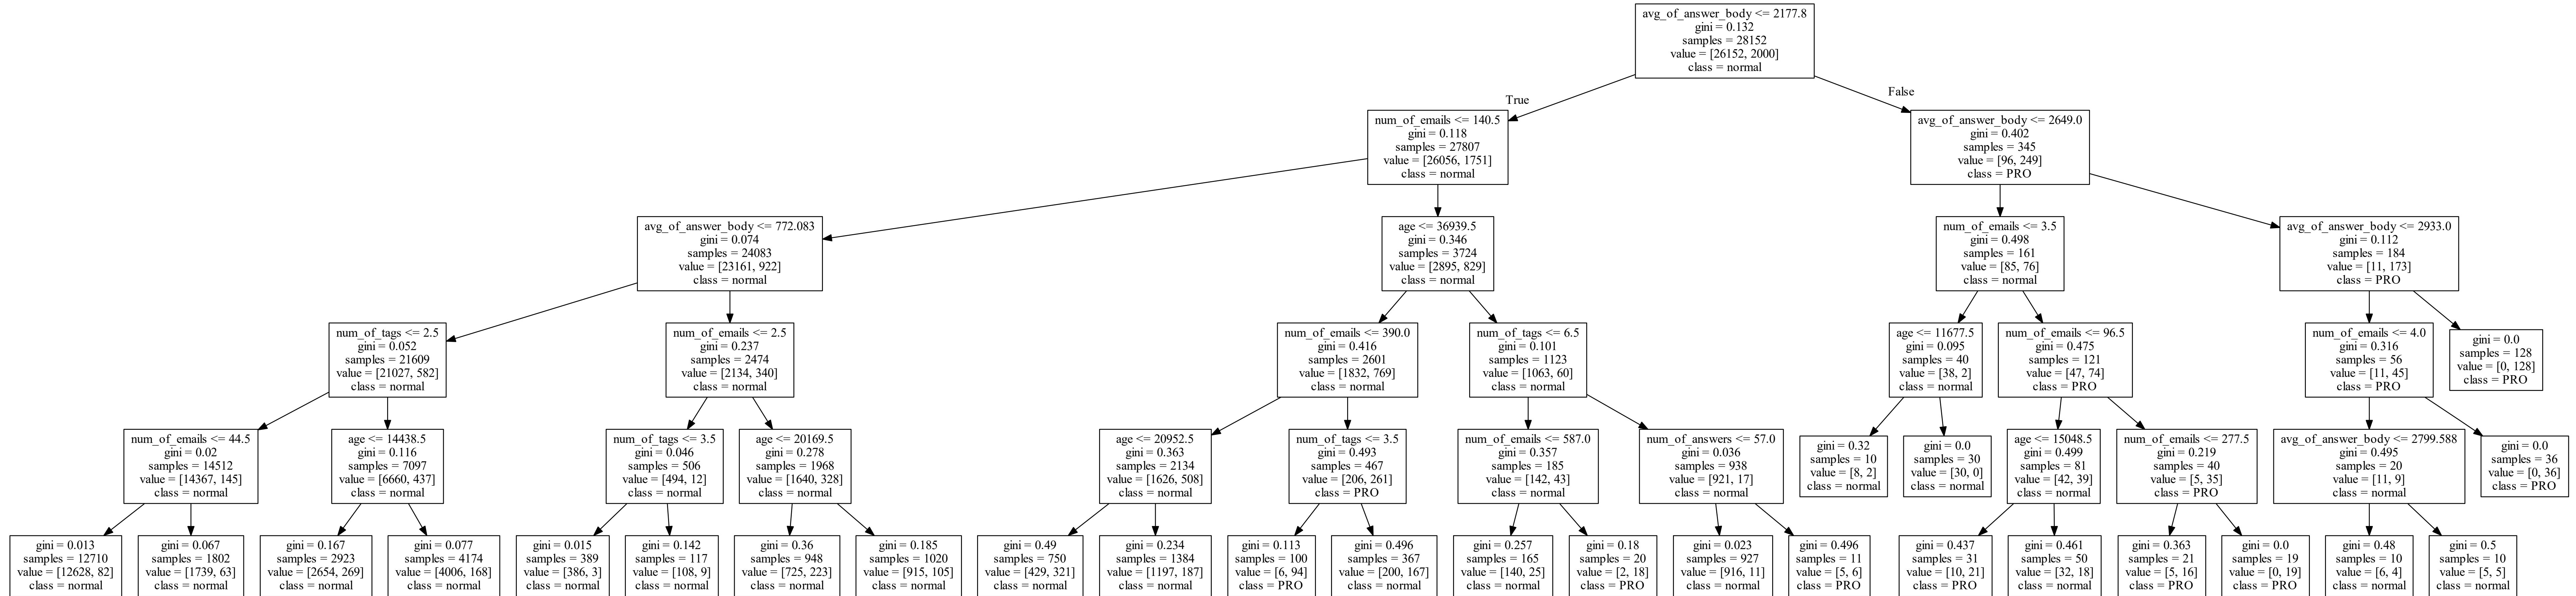 avg_of_answer_body <= 2177.8
gini = 0.132
samples = 28152
value = [26152, 2000]
class = normal
True
False
num_of_emails <= 140.5
gini = 0.118
samples = 27807
value = [26056, 1751]
class = normal
avg_of_answer_body <= 2649.0
gini = 0.402
samples = 345
value = [96, 249]
class = PRO
avg_of_answer_body <= 772.083
gini = 0.074
samples = 24083
value = [23161, 922]
class = normal
age <= 36939.5
gini = 0.346
samples = 3724
value = [2895, 829]
class = normal
num_of_emails <= 3.5
gini = 0.498
samples = 161
value = [85, 76]
class = normal
avg_of_answer_body <= 2933.0
gini = 0.112
samples = 184
value = [11, 173]
class = PRO
num_of_tags <= 2.5
gini = 0.052
samples = 21609
value = [21027, 582]
class = normal
num_of_emails <= 2.5
gini = 0.237
samples = 2474
value = [2134, 340]
class = normal
num_of_emails <= 390.0
gini = 0.416
samples = 2601
value = [1832, 769]
class = normal
num_of_tags <= 6.5
gini = 0.101
samples = 1123
value = [1063, 60]
class = normal
age <= 11677.5
gini = 0.095
samples = 40
value = [38, 2]
class = normal
num_of_emails <= 96.5
gini = 0.475
samples = 121
value = [47, 74]
class = PRO
num_of_emails <= 4.0
gini = 0.316
samples = 56
value = [11, 45]
class = PRO
gini = 0.0
samples = 128
value = [0, 128]
class = PRO
num_of_emails <= 44.5
gini = 0.02
samples = 14512
value = [14367, 145]
class = normal
age <= 14438.5
gini = 0.116
samples = 7097
value = [6660, 437]
class = normal
num_of_tags <= 3.5
gini = 0.046
samples = 506
value = [494, 12]
class = normal
age <= 20169.5
gini = 0.278
samples = 1968
value = [1640, 328]
class = normal
age <= 20952.5
gini = 0.363
samples = 2134
value = [1626, 508]
class = normal
num_of_tags <= 3.5
gini = 0.493
samples = 467
value = [206, 261]
class = PRO
num_of_emails <= 587.0
gini = 0.357
samples = 185
value = [142, 43]
class = normal
num_of_answers <= 57.0
gini = 0.036
samples = 938
value = [921, 17]
class = normal
gini = 0.32
samples = 10
value = [8, 2]
class = normal
gini = 0.0
samples = 30
value = [30, 0]
class = normal
age <= 15048.5
gini = 0.499
samples = 81
value = [42, 39]
class = normal
num_of_emails <= 277.5
gini = 0.219
samples = 40
value = [5, 35]
class = PRO
avg_of_answer_body <= 2799.588
gini = 0.495
samples = 20
value = [11, 9]
class = normal
gini = 0.0
samples = 36
value = [0, 36]
class = PRO
gini = 0.013
samples = 12710
value = [12628, 82]
class = normal
gini = 0.067
samples = 1802
value = [1739, 63]
class = normal
gini = 0.167
samples = 2923
value = [2654, 269]
class = normal
gini = 0.077
samples = 4174
value = [4006, 168]
class = normal
gini = 0.015
samples = 389
value = [386, 3]
class = normal
gini = 0.142
samples = 117
value = [108, 9]
class = normal
gini = 0.36
samples = 948
value = [725, 223]
class = normal
gini = 0.185
samples = 1020
value = [915, 105]
class = normal
gini = 0.49
samples = 750
value = [429, 321]
class = normal
gini = 0.234
samples = 1384
value = [1197, 187]
class = normal
gini = 0.113
samples = 100
value = [6, 94]
class = PRO
gini = 0.496
samples = 367
value = [200, 167]
class = normal
gini = 0.257
samples = 165
value = [140, 25]
class = normal
gini = 0.18
samples = 20
value = [2, 18]
class = PRO
gini = 0.023
samples = 927
value = [916, 11]
class = normal
gini = 0.496
samples = 11
value = [5, 6]
class = PRO
gini = 0.437
samples = 31
value = [10, 21]
class = PRO
gini = 0.461
samples = 50
value = [32, 18]
class = normal
gini = 0.363
samples = 21
value = [5, 16]
class = PRO
gini = 0.0
samples = 19
value = [0, 19]
class = PRO
gini = 0.48
samples = 10
value = [6, 4]
class = normal
gini = 0.5
samples = 10
value = [5, 5]
class = normal